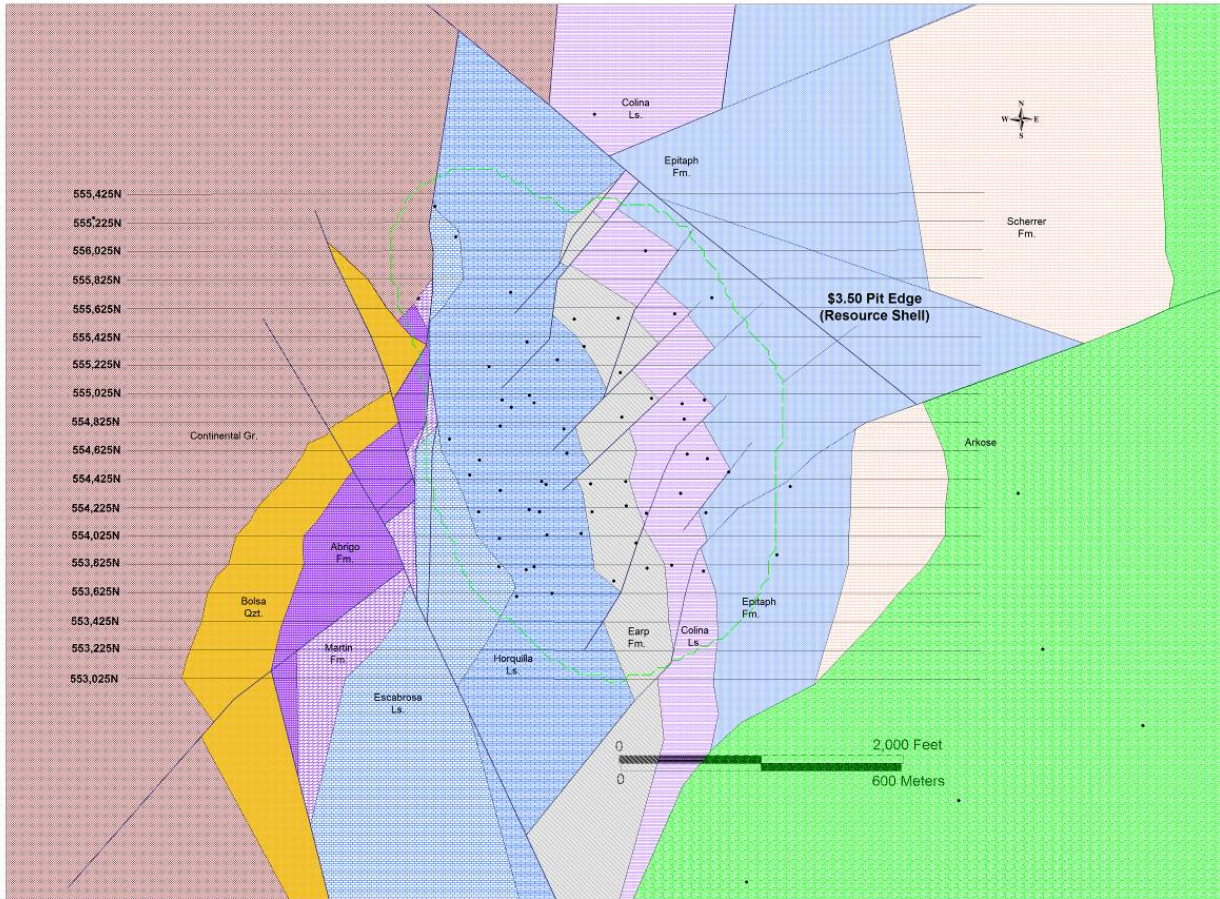 Colina
Ls.
N
W E
S
Epitaph
Fm.
555,425N
555,225N
556,025N
555,825N
555,625N
555,425N
555,225N
555,025N
554,825N
554,625N
554,425N
554,225N
554,025N
553,825N
553,625N
553,425N
553,225N
553,025N
Scherrer
Fm.
$3.50 Pit Edge
(Resource Shell)
Continental Gr.
Arkose
Abrigo
Fm.
Bolsa
Qzt.
Martin
Fm.
Escabrosa
Ls.
Horquilla
Ls.
Earp
Fm.
Colina
Ls.
Epitaph
Fm.
0 2,000 Feet
0 600 Meters